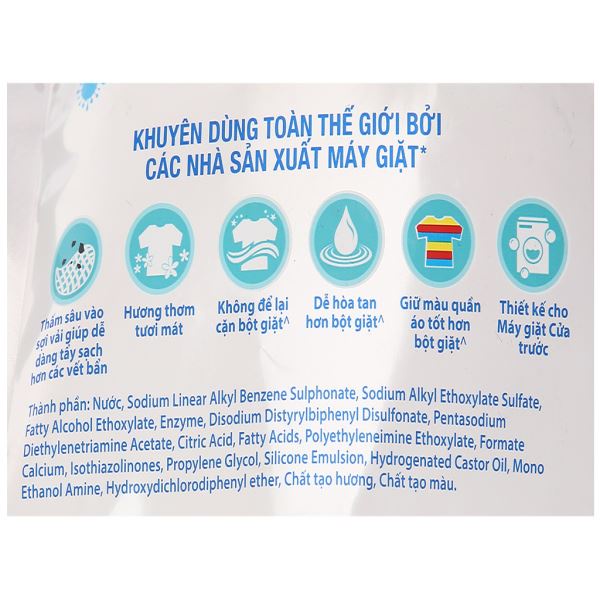 KHUYÊN DÙNG TOÀN THẾ GIỚI BỞI
CÁC NHÀ SẢN XUẤT MÁY GIẶT*
Thấm sâu vào
sợi vải giúp dễ
dàng tẩy sạch
hơn các vết bẩn
Hương thơm
tươi mát
Không để lại
cặn bột giặt^
Dễ hòa tan
hơn bột giặt^
Giữ màu quần
áo tốt hơn
bột giặt^
Thiết kế cho
Máy giặt Cửa
trước
Thành phần: Nước, Sodium Linear Alkyl Benzene Sulphonate, Sodium Alkyl Ethoxylate Sulfate,
Fatty Alcohol Ethoxylate, Enzyme, Disodium Distyrylbiphenyl Disulfonate, Pentasodium
Diethylenetriamine Acetate, Citric Acid, Fatty Acids, Polyethyleneimine Ethoxylate, Formate
Calcium, Isothiazolinones, Propylene Glycol, Silicone Emulsion, Hydrogenated Castor Oil, Mono
Ethanol Amine, Hydroxydichlorodiphenyl ether, Chất tạo hương, Chất tạo màu.